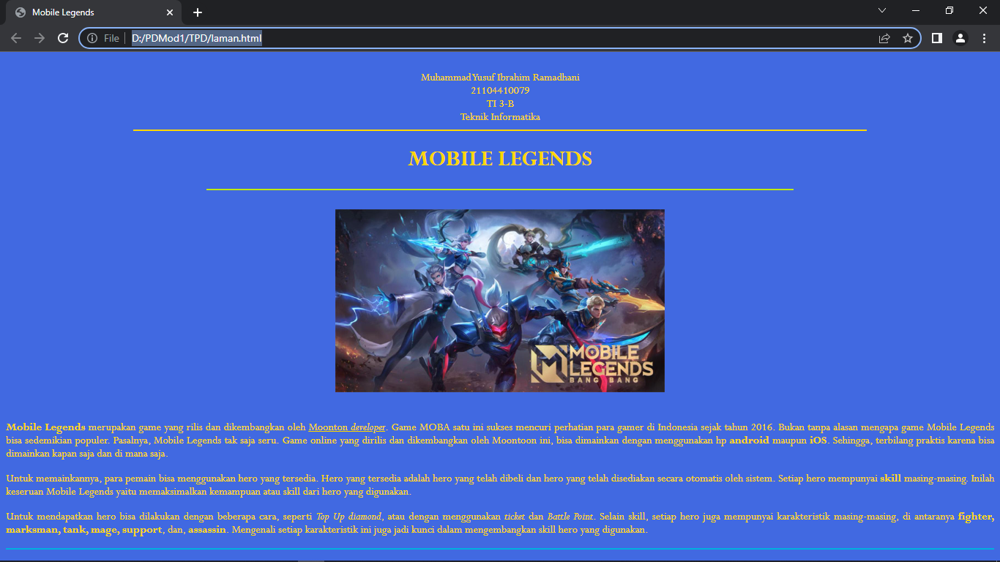 Mobile Legends
File
D:/PDMod1/TPD/laman.html
Muhammad Yusuf Ibrahim Ramadhani
21104410079
TI 3-B
Teknik Informatika
MOBILE LEGENDS
MOBILE
LEGENDS
BANG BANG
Mobile Legends merupakan game yang rilis dan dikembangkan oleh Moonton developer. Game MOBA satu ini sukses mencuri perhatian para gamer di Indonesia sejak tahun 2016. Bukan tanpa alasan mengapa game Mobile Legends
bisa sedemikian populer. Pasalnya, Mobile Legends tak saja seru. Game online yang dirilis dan dikembangkan oleh Moontoon ini, bisa dimainkan dengan menggunakan hp android maupun iOS. Sehingga, terbilang praktis karena bisa
dimainkan kapan saja dan di mana saja.
Untuk memainkannya, para pemain bisa menggunakan hero yang tersedia. Hero yang tersedia adalah hero yang telah dibeli dan hero yang telah disediakan secara otomatis oleh sistem. Setiap hero mempunyai skill masing-masing. Inilah
keseruan Mobile Legends yaitu memaksimalkan kemampuan atau skill dari hero yang digunakan.
Untuk mendapatkan hero bisa dilakukan dengan beberapa cara, seperti Top Up diamond, atau dengan menggunakan ticket dan Battle Point. Selain skill, setiap hero juga mempunyai karakteristik masing-masing, di antaranya fighter,
marksman, tank, mage, support, dan, assassin. Mengenali setiap karakteristik ini juga jadi kunci dalam mengembangkan skill hero yang digunakan.